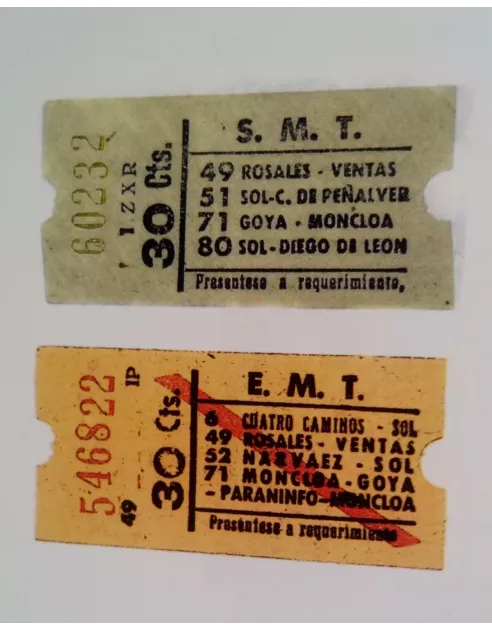 60232
1.ZXR
30 Cts.
S. M. T.
49 ROSALES - VENTAS
51 SOL-C. DE PEÑALVER
71 GOYA - MONCLOA
80 SOL-DIEGO DE LEON
Presentese a requerimiento.
546822
49
IP
30 Cts.
E. M. T.
6 CUATRO CAMINOS - SOL
49 ROSALES - VENTAS
52 NARVAEZ - SOL
71 MONCLOA-GOYA
- PARANINFO-MONCLOA
Preséntese a requerimiento